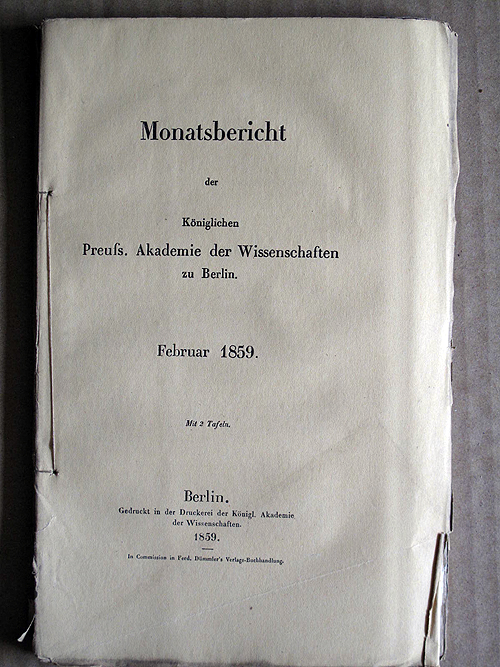 Monatsbericht
der
Königlichen
Preuſs. Akademie der Wissenschaften
zu Berlin.
Februar 1859.
Mit 2 Tafeln.
Berlin.
Gedruckt in der Druckerei der Königl. Akademie
der Wissenschaften.
1859.
In Commission in Ferd. Dümmler's Verlags-Buchhandlung.